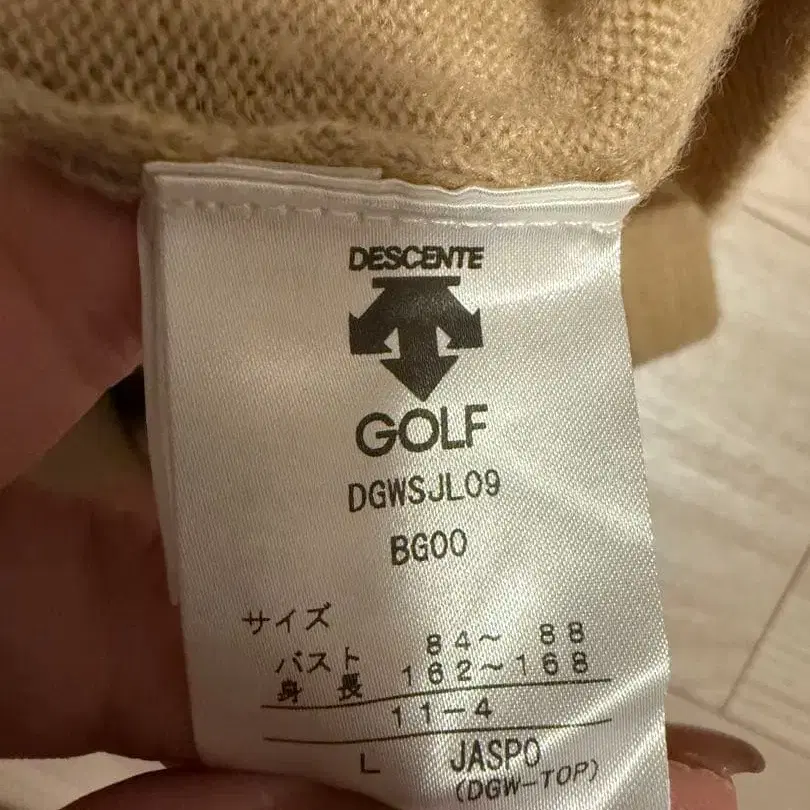 DESCENTE
GOLF
DGWSJL09
BG00
サイズ
バスト 84～ 88
身長 162～168
11-4
L JASPO
(DGW-TOP)